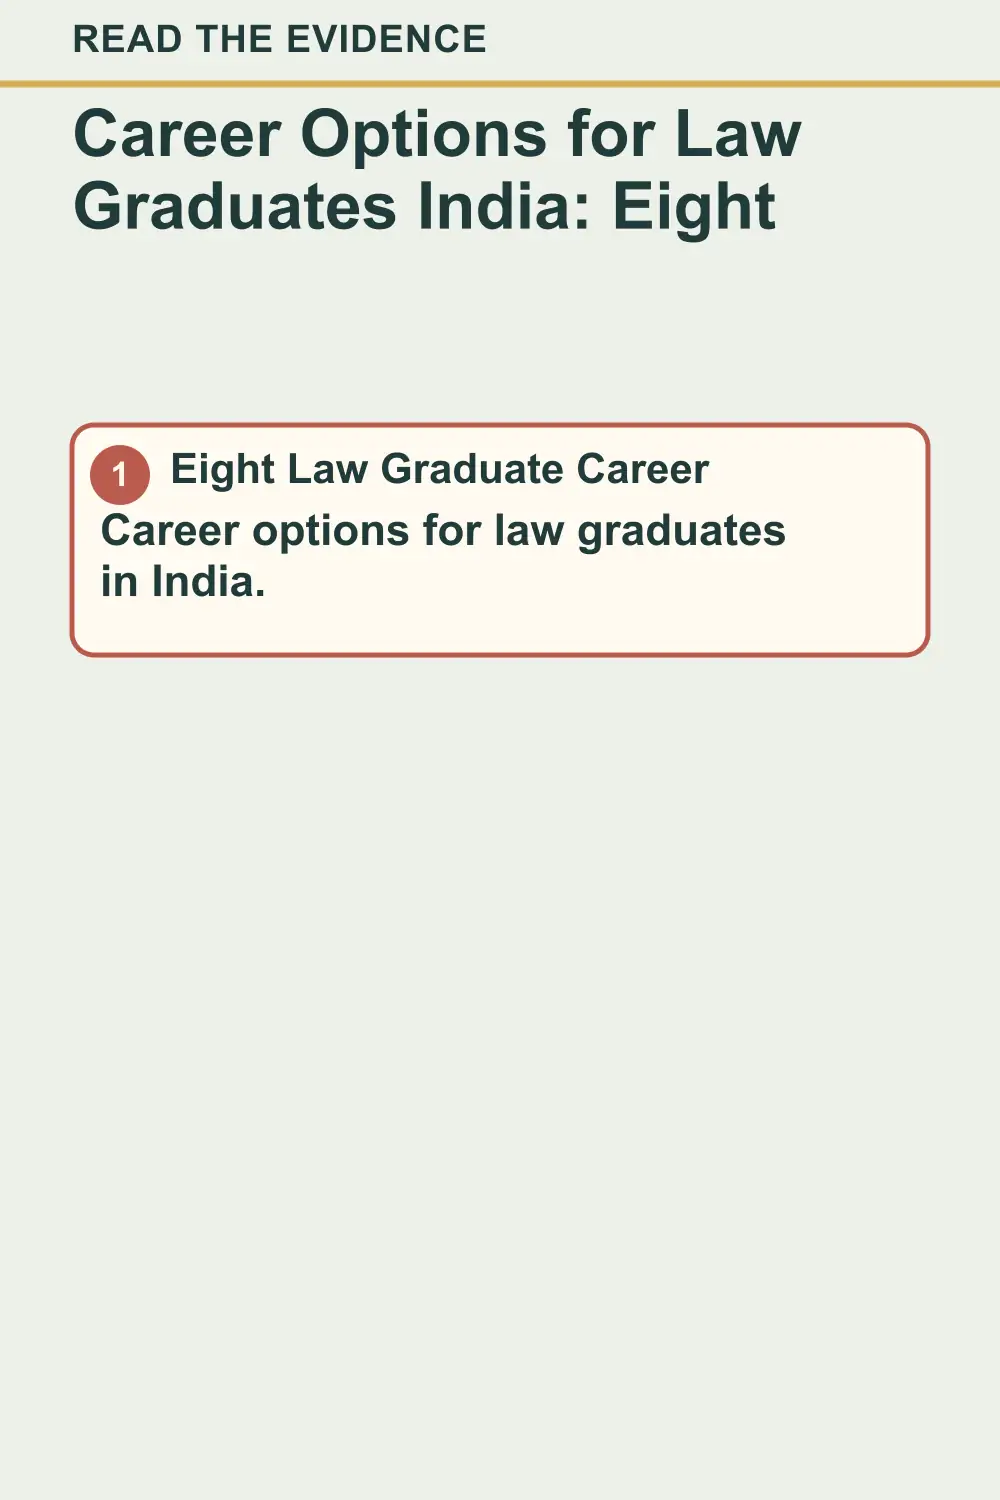 READ THE EVIDENCE
Career Options for Law
Graduates India: Eight
1 Eight Law Graduate Career
Career options for law graduates
in India.